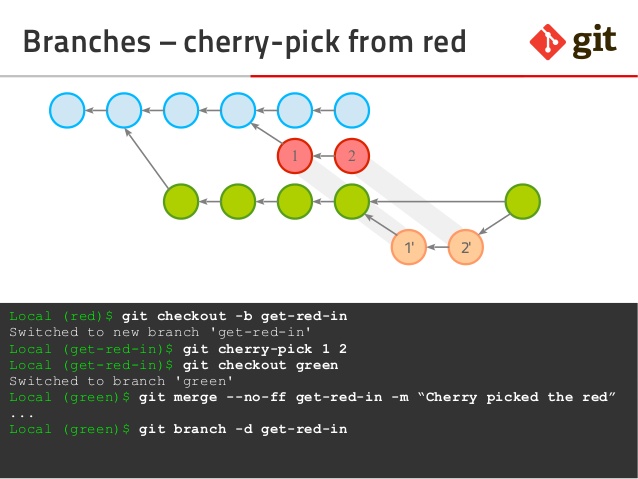 Branches – cherry-pick from red
git
1 2
1' 2'
Local (red)$ git checkout -b get-red-in
Switched to new branch 'get-red-in'
Local (get-red-in)$ git cherry-pick 1 2
Local (get-red-in)$ git checkout green
Switched to branch 'green'
Local (green)$ git merge --no-ff get-red-in -m “Cherry picked the red”
...
Local (green)$ git branch -d get-red-in